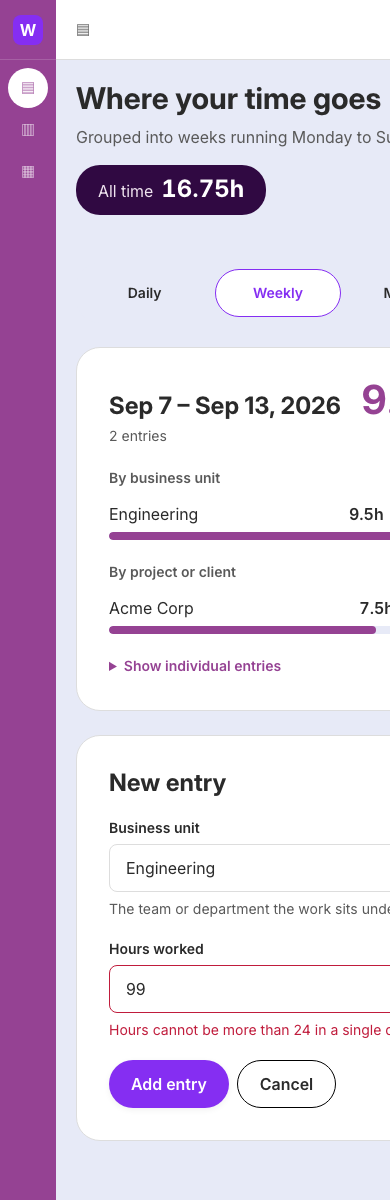 W
Where your time goes
Grouped into weeks running Monday to Su
All time 16.75h
Daily
Weekly
M
Sep 7 – Sep 13, 2026
9.
2 entries
By business unit
Engineering
9.5h
By project or client
Acme Corp
7.5h
Show individual entries
New entry
Business unit
Engineering
The team or department the work sits unde
Hours worked
99
Hours cannot be more than 24 in a single d
Add entry
Cancel